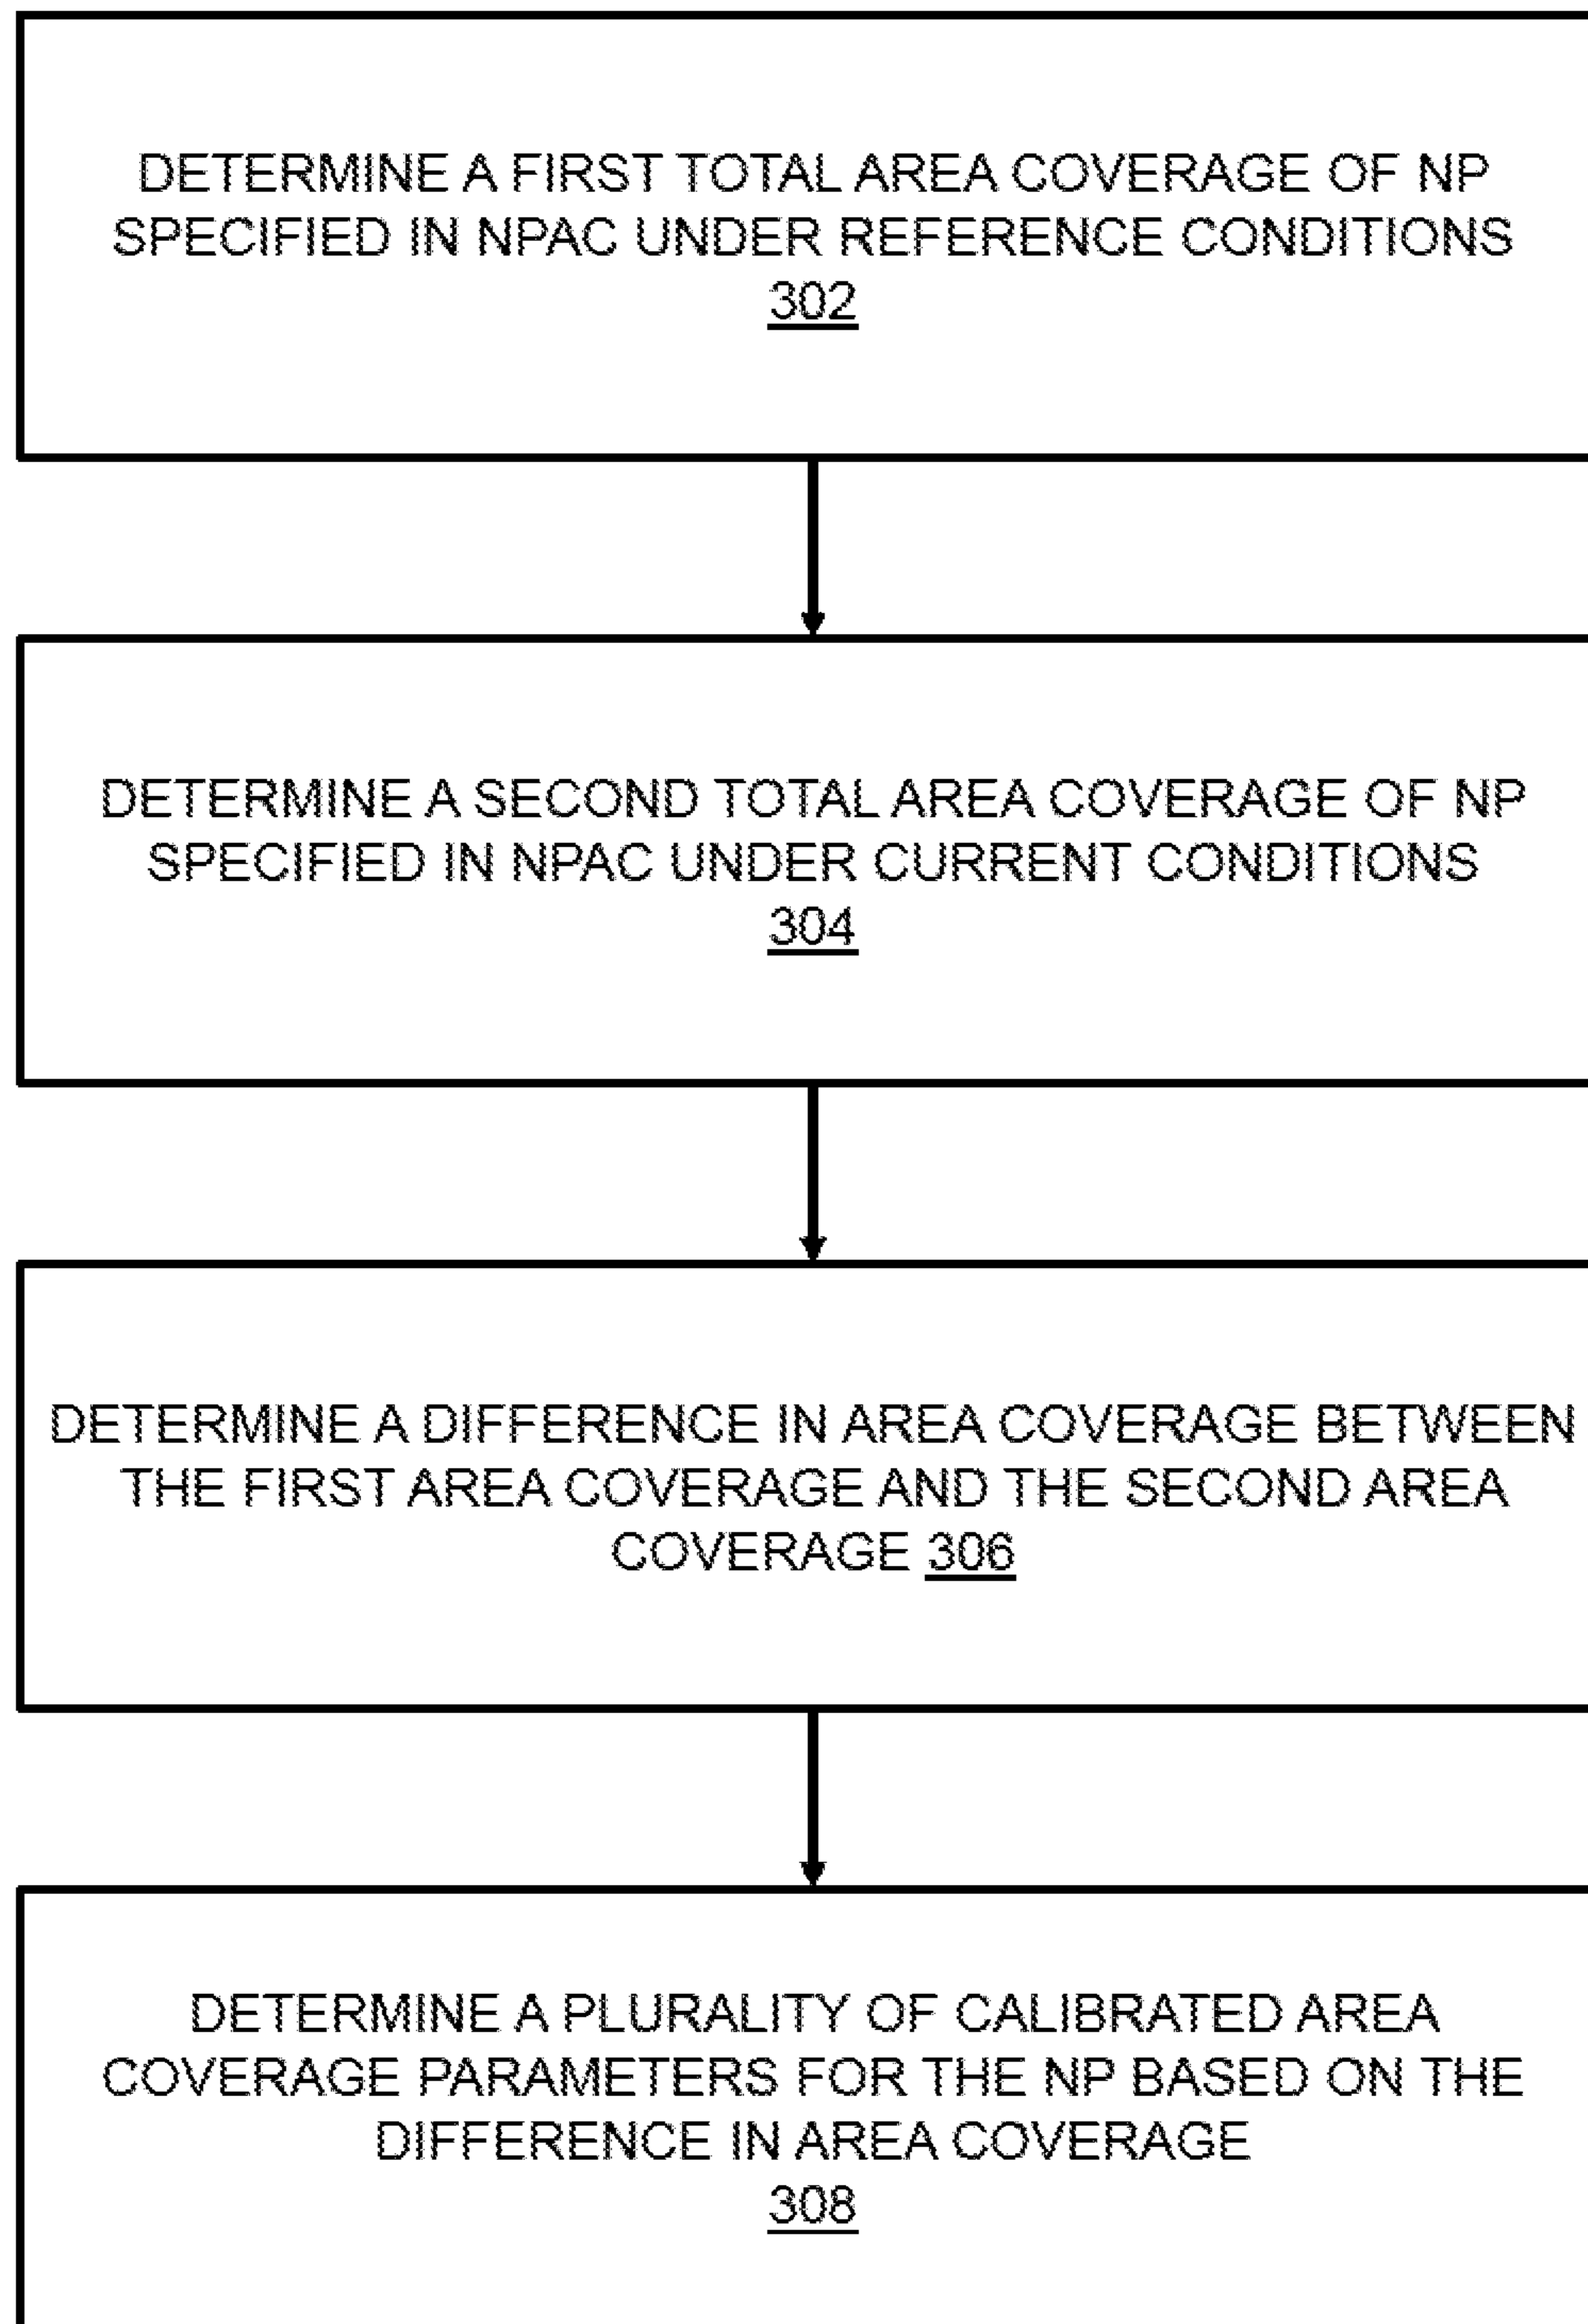 DETERMINE A FIRST TOTAL AREA COVERAGE OF NP
SPECIFIED IN NPAC UNDER REFERENCE CONDITIONS
302
DETERMINE A SECOND TOTAL AREA COVERAGE OF NP
SPECIFIED IN NPAC UNDER CURRENT CONDITIONS
304
DETERMINE A DIFFERENCE IN AREA COVERAGE BETWEEN
THE FIRST AREA COVERAGE AND THE SECOND AREA
COVERAGE 306
DETERMINE A PLURALITY OF CALIBRATED AREA
COVERAGE PARAMETERS FOR THE NP BASED ON THE
DIFFERENCE IN AREA COVERAGE
308